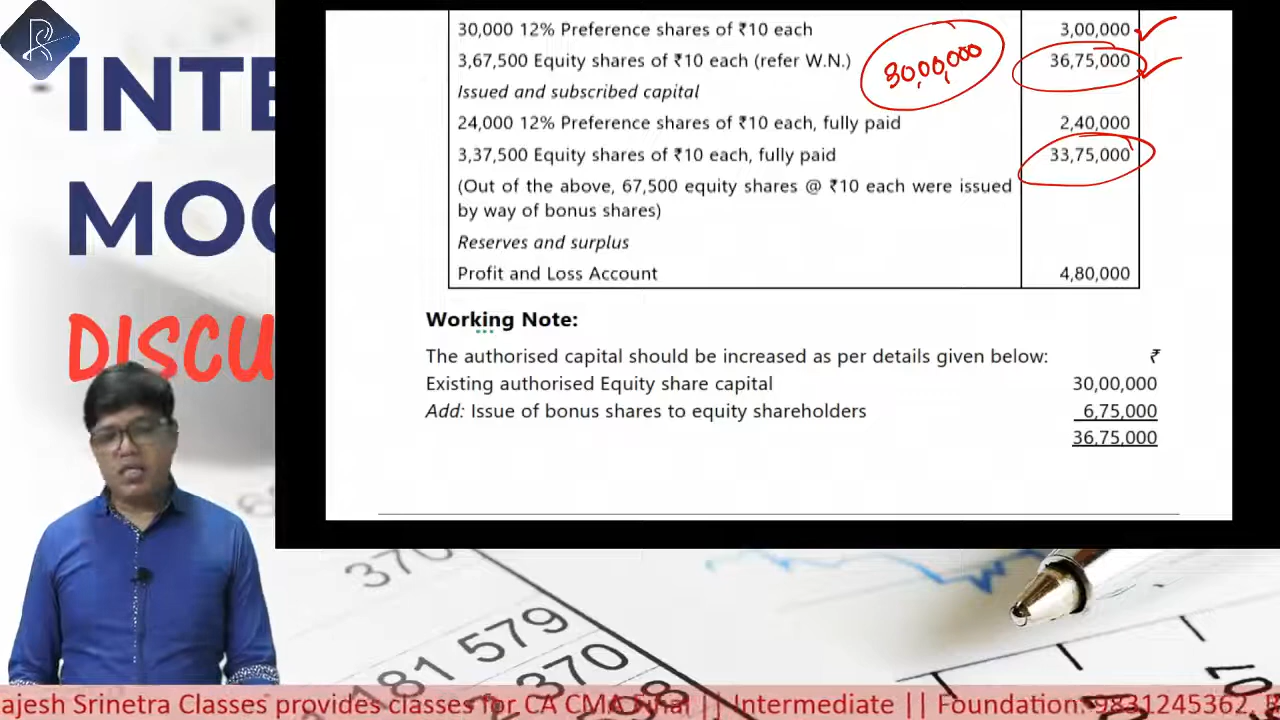 INTE
MOC
DISCU
30,000 12% Preference shares of ₹10 each 3,00,000
3,67,500 Equity shares of ₹10 each (refer W.N.) 30,00,000 36,75,000
Issued and subscribed capital
24,000 12% Preference shares of ₹10 each, fully paid 2,40,000
3,37,500 Equity shares of ₹10 each, fully paid 33,75,000
(Out of the above, 67,500 equity shares @ ₹10 each were issued
by way of bonus shares)
Reserves and surplus
Profit and Loss Account 4,80,000
Working Note:
The authorised capital should be increased as per details given below: ₹
Existing authorised Equity share capital 30,00,000
Add: Issue of bonus shares to equity shareholders 6,75,000
36,75,000
370
579
181
370
ajesh Srinetra Classes provides classes for CA CMA Final || Intermediate || Foundation: 9831245362,